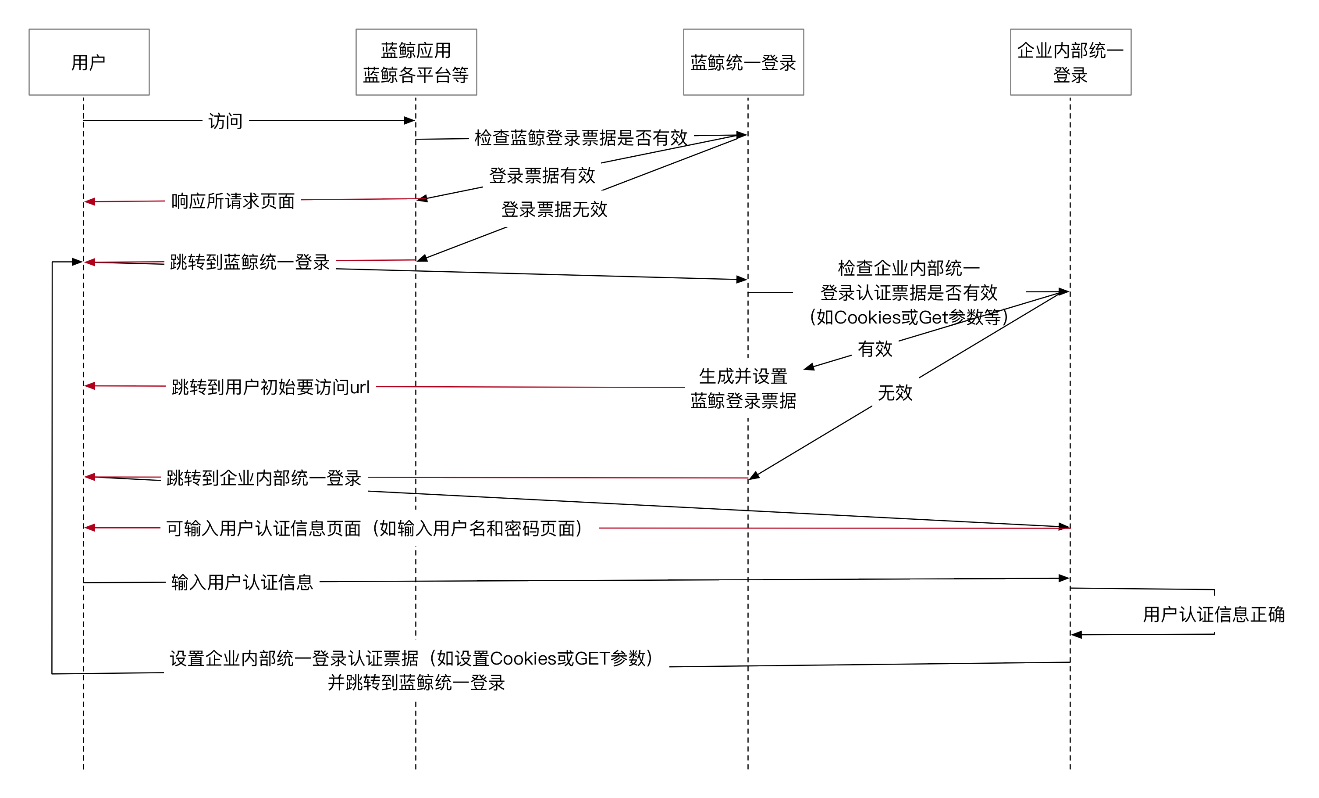 用户
蓝鲸应用
蓝鲸各平台等
蓝鲸统一登录
企业内部统一
登录
访问
检查蓝鲸登录票据是否有效
登录票据有效
响应所请求页面
登录票据无效
跳转到蓝鲸统一登录
检查企业内部统一
登录认证票据是否有效
（如Cookies或Get参数等）
有效
生成并设置
蓝鲸登录票据
跳转到用户初始要访问url
无效
跳转到企业内部统一登录
可输入用户认证信息页面（如输入用户名和密码页面）
输入用户认证信息
用户认证信息正确
设置企业内部统一登录认证票据（如设置Cookies或GET参数）
并跳转到蓝鲸统一登录